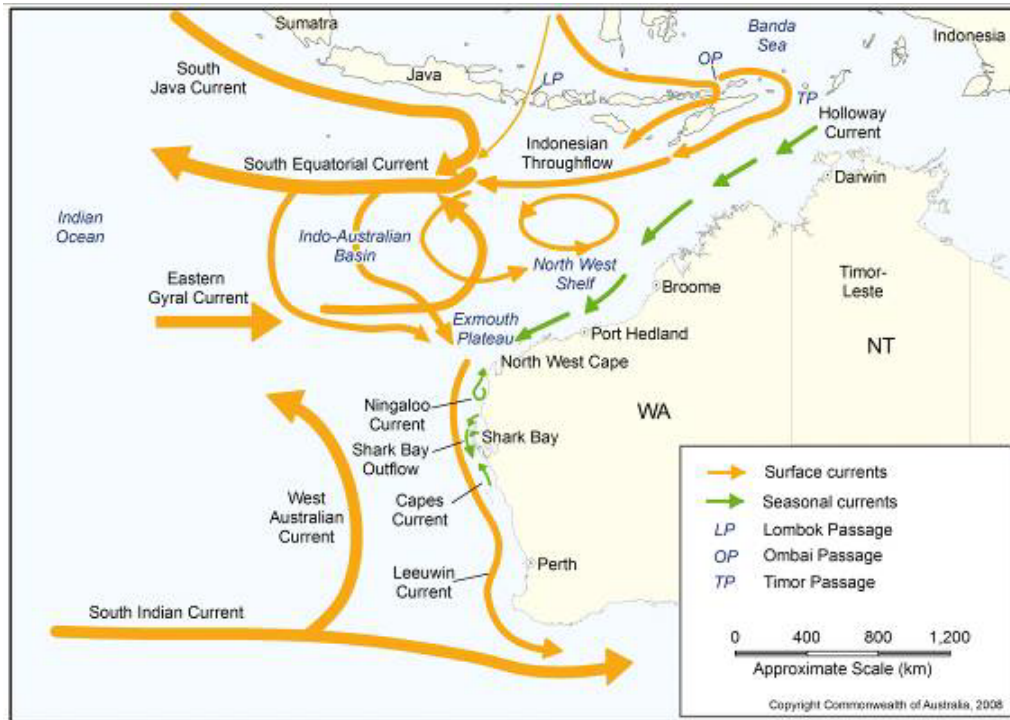 Sumatra
Banda
Sea
Indonesia
South
Java Current
Java
LP
OP
TP
Holloway
Current
Indonesian
Throughflow
South Equatorial Current
Darwin
Indian
Ocean
Indo-Australian
Basin
North West
Shelf
Timor-
Leste
Eastern
Gyral Current
Broome
Exmouth
Plateau
Port Hedland
NT
North West Cape
Ningaloo
Current
WA
Shark Bay
Shark Bay
Outflow
Capes
Current
West
Australian
Current
Perth
Leeuwin
Current
South Indian Current
Surface currents
Seasonal currents
LP Lombok Passage
OP Ombai Passage
TP Timor Passage
0 400 800 1,200
Approximate Scale (km)
Copyright Commonwealth of Australia, 2008